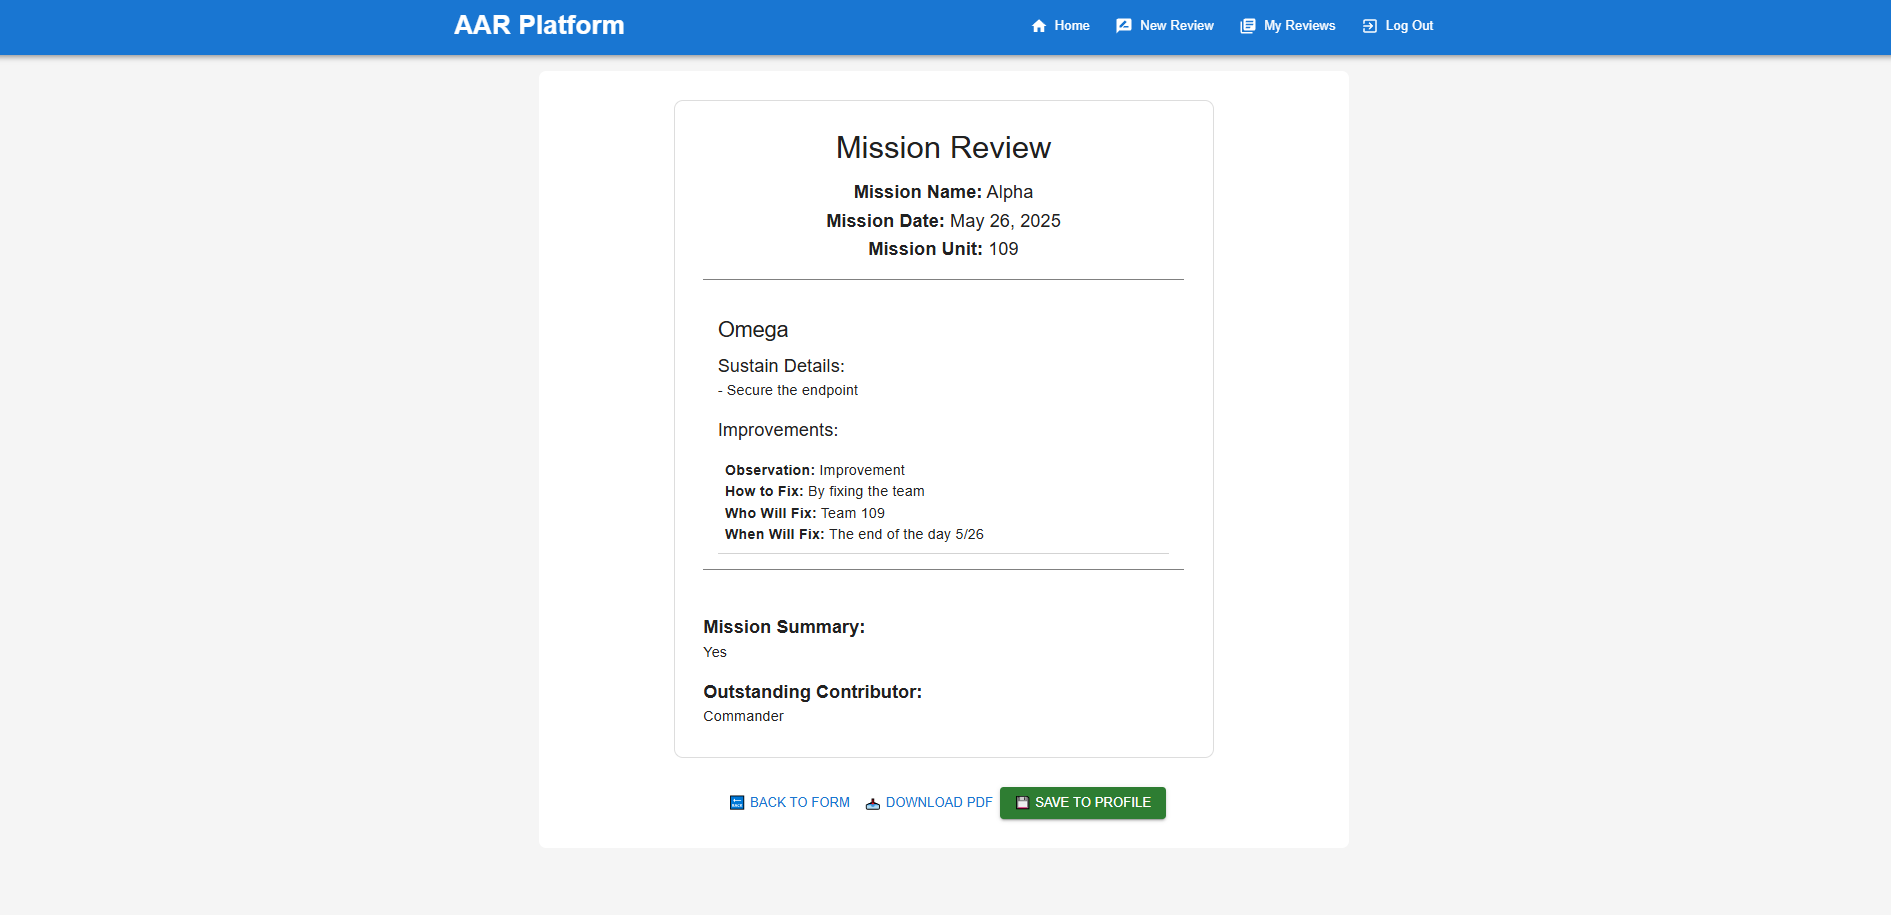 AAR Platform
Home
New Review
My Reviews
Log Out
Mission Review
Mission Name: Alpha
Mission Date: May 26, 2025
Mission Unit: 109
Omega
Sustain Details:
- Secure the endpoint
Improvements:
Observation: Improvement
How to Fix: By fixing the team
Who Will Fix: Team 109
When Will Fix: The end of the day 5/26
Mission Summary:
Yes
Outstanding Contributor:
Commander
BACK TO FORM
DOWNLOAD PDF
SAVE TO PROFILE